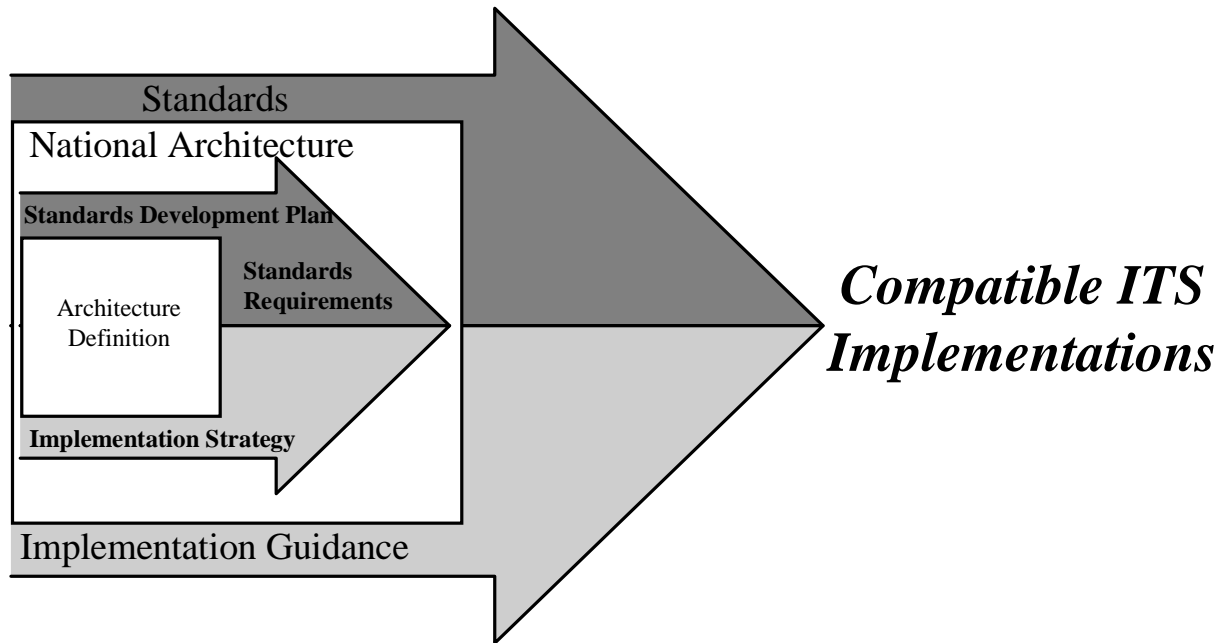 Standards
National Architecture
Standards Development Plan
Standards
Requirements
Architecture
Definition
Implementation Strategy
Implementation Guidance
Compatible ITS
Implementations